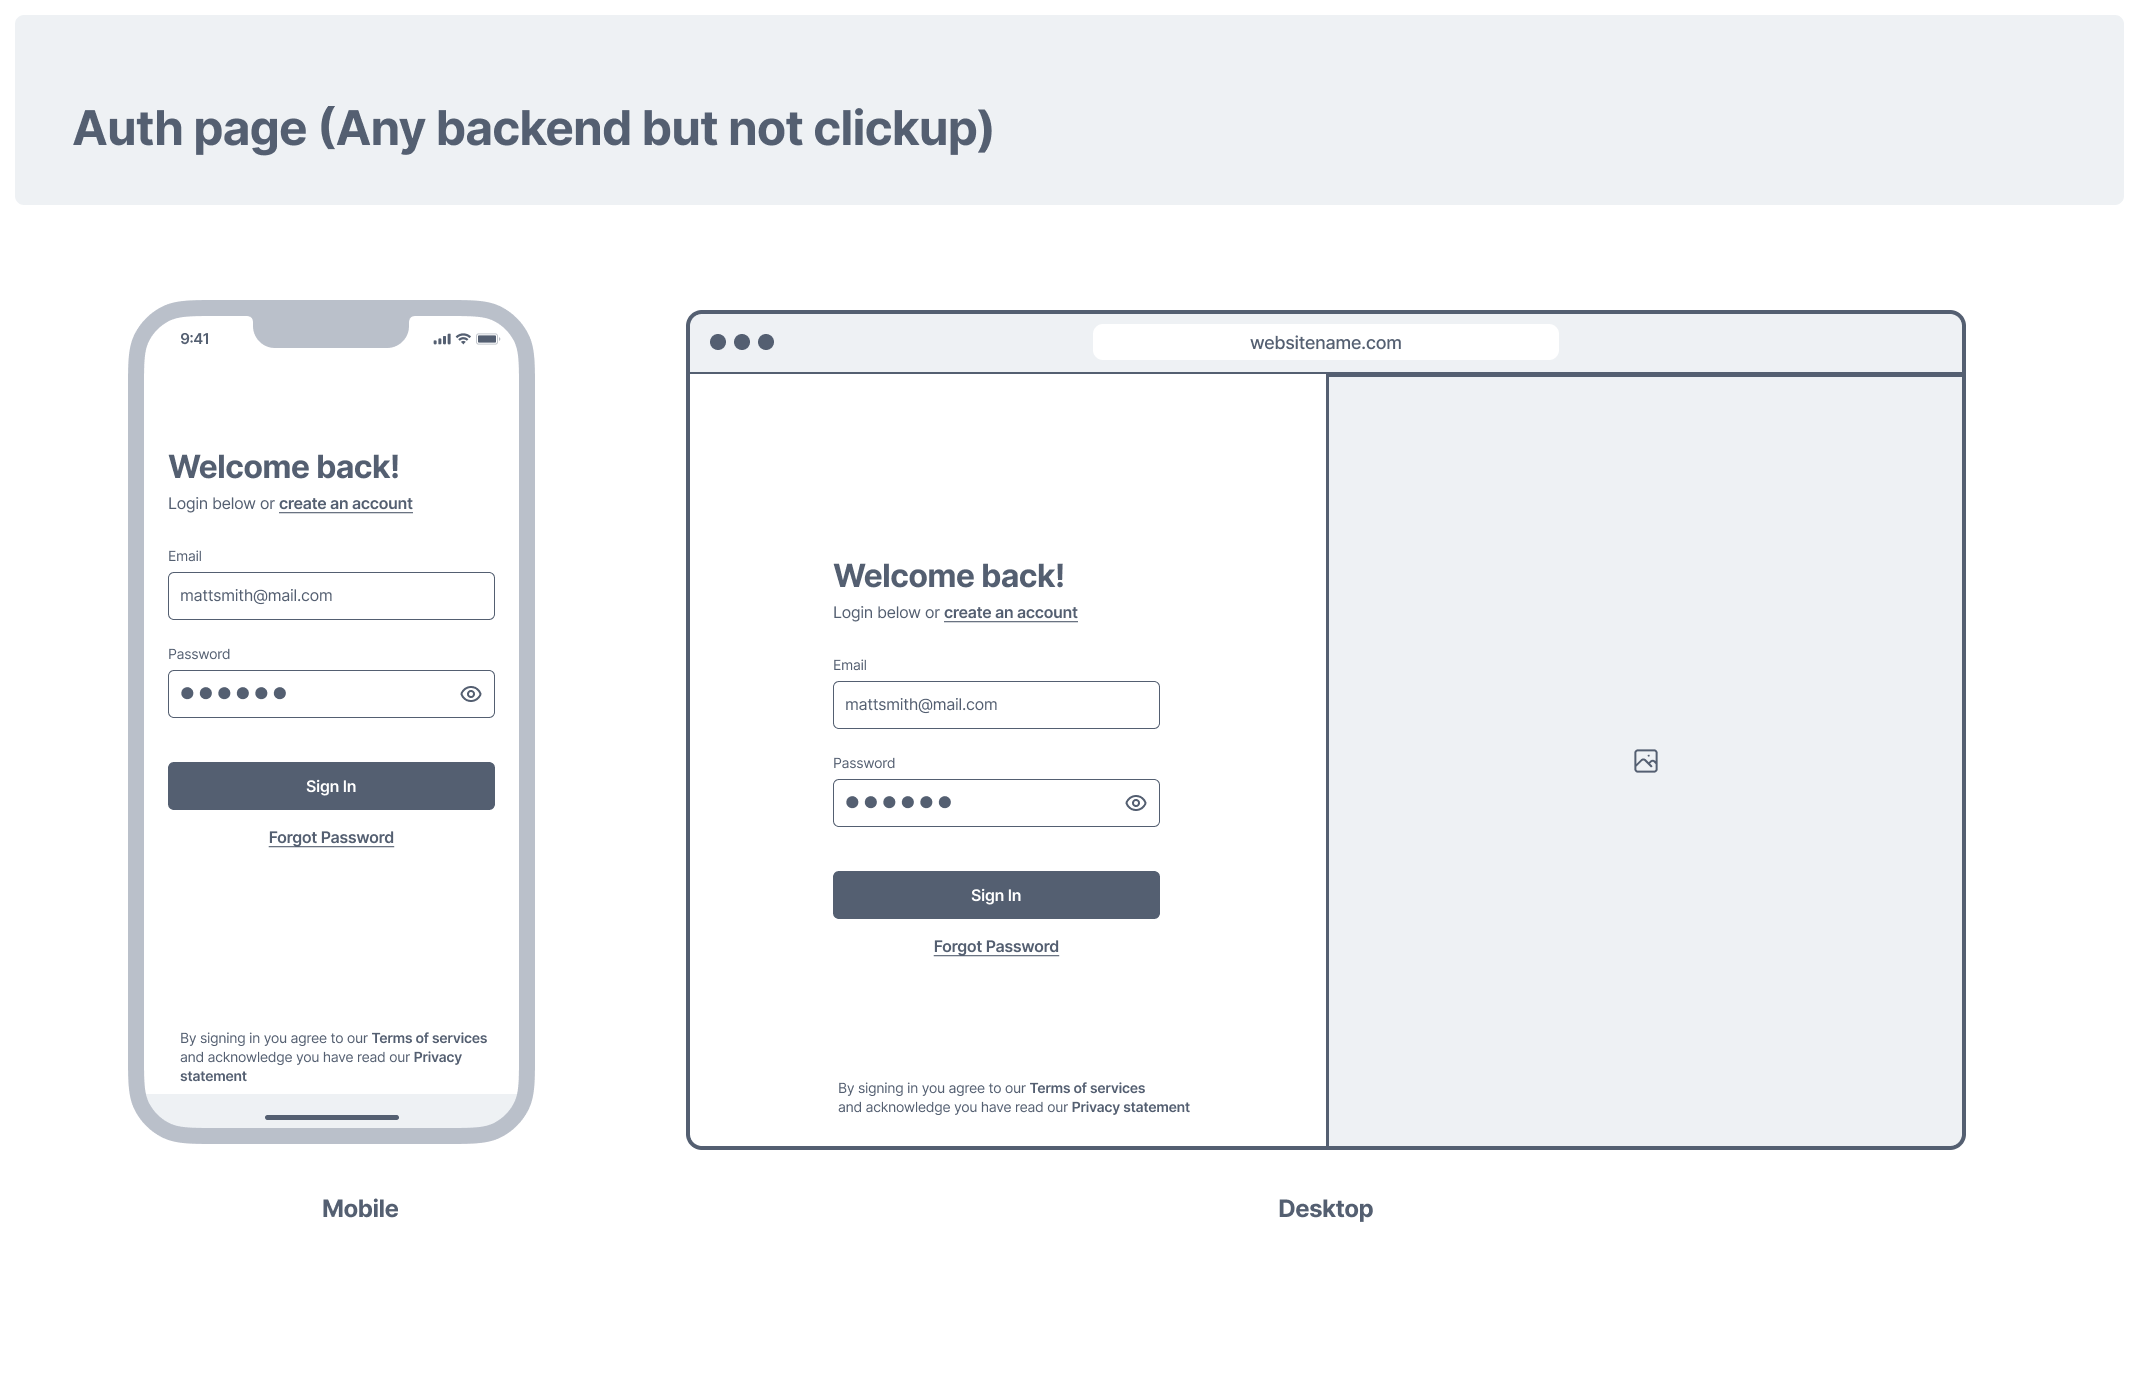 Auth page (Any backend but not clickup)
9:41
Welcome back!
Login below or create an account
Email
mattsmith@mail.com
Password
Sign In
Forgot Password
By signing in you agree to our Terms of services
and acknowledge you have read our Privacy
statement
Mobile
websitename.com
Welcome back!
Login below or create an account
Email
mattsmith@mail.com
Password
Sign In
Forgot Password
By signing in you agree to our Terms of services
and acknowledge you have read our Privacy statement
Desktop